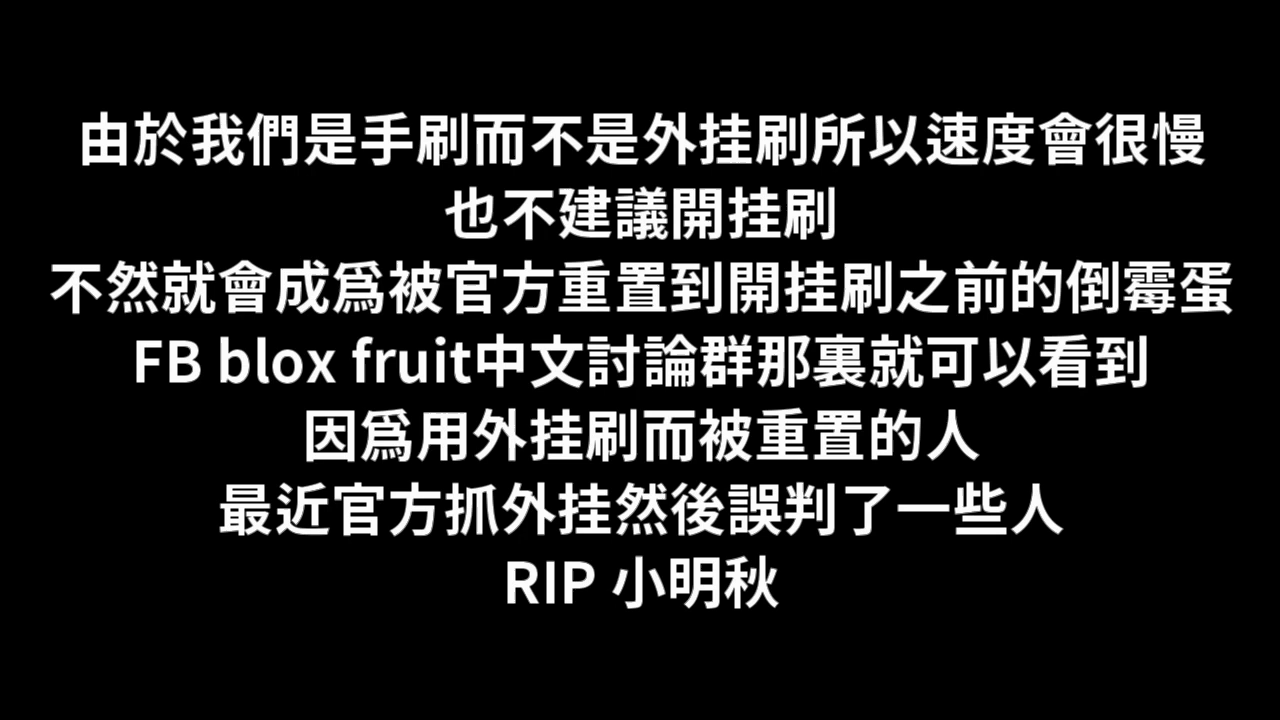 由於我們是手刷而不是外挂刷所以速度會很慢
也不建議開挂刷
不然就會成爲被官方重置到開挂刷之前的倒霉蛋
FB blox fruit中文討論群那裏就可以看到
因爲用外挂刷而被重置的人
最近官方抓外挂然後誤判了一些人
RIP 小明秋